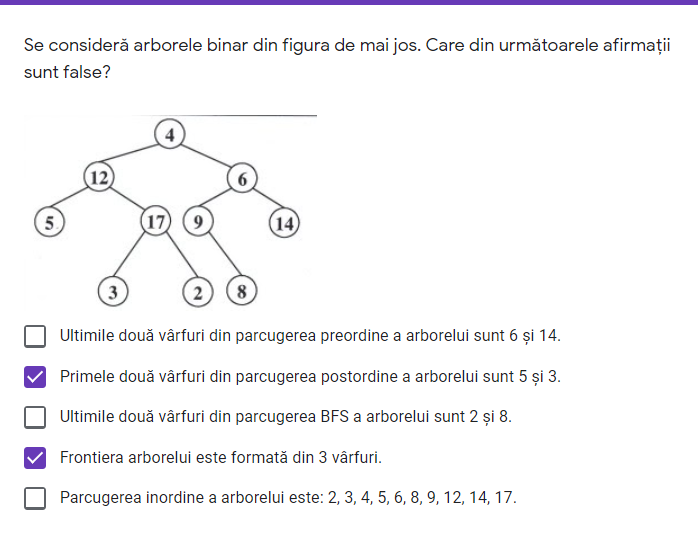 Se consideră arborele binar din figura de mai jos. Care din următoarele afirmații
sunt false?
4
12
6
5
17
9
14
3
2
8
Ultimile două vârfuri din parcugerea preordine a arborelui sunt 6 și 14.
Primele două vârfuri din parcugerea postordine a arborelui sunt 5 și 3.
Ultimile două vârfuri din parcugerea BFS a arborelui sunt 2 și 8.
Frontiera arborelui este formată din 3 vârfuri.
Parcugerea inordine a arborelui este: 2, 3, 4, 5, 6, 8, 9, 12, 14, 17.